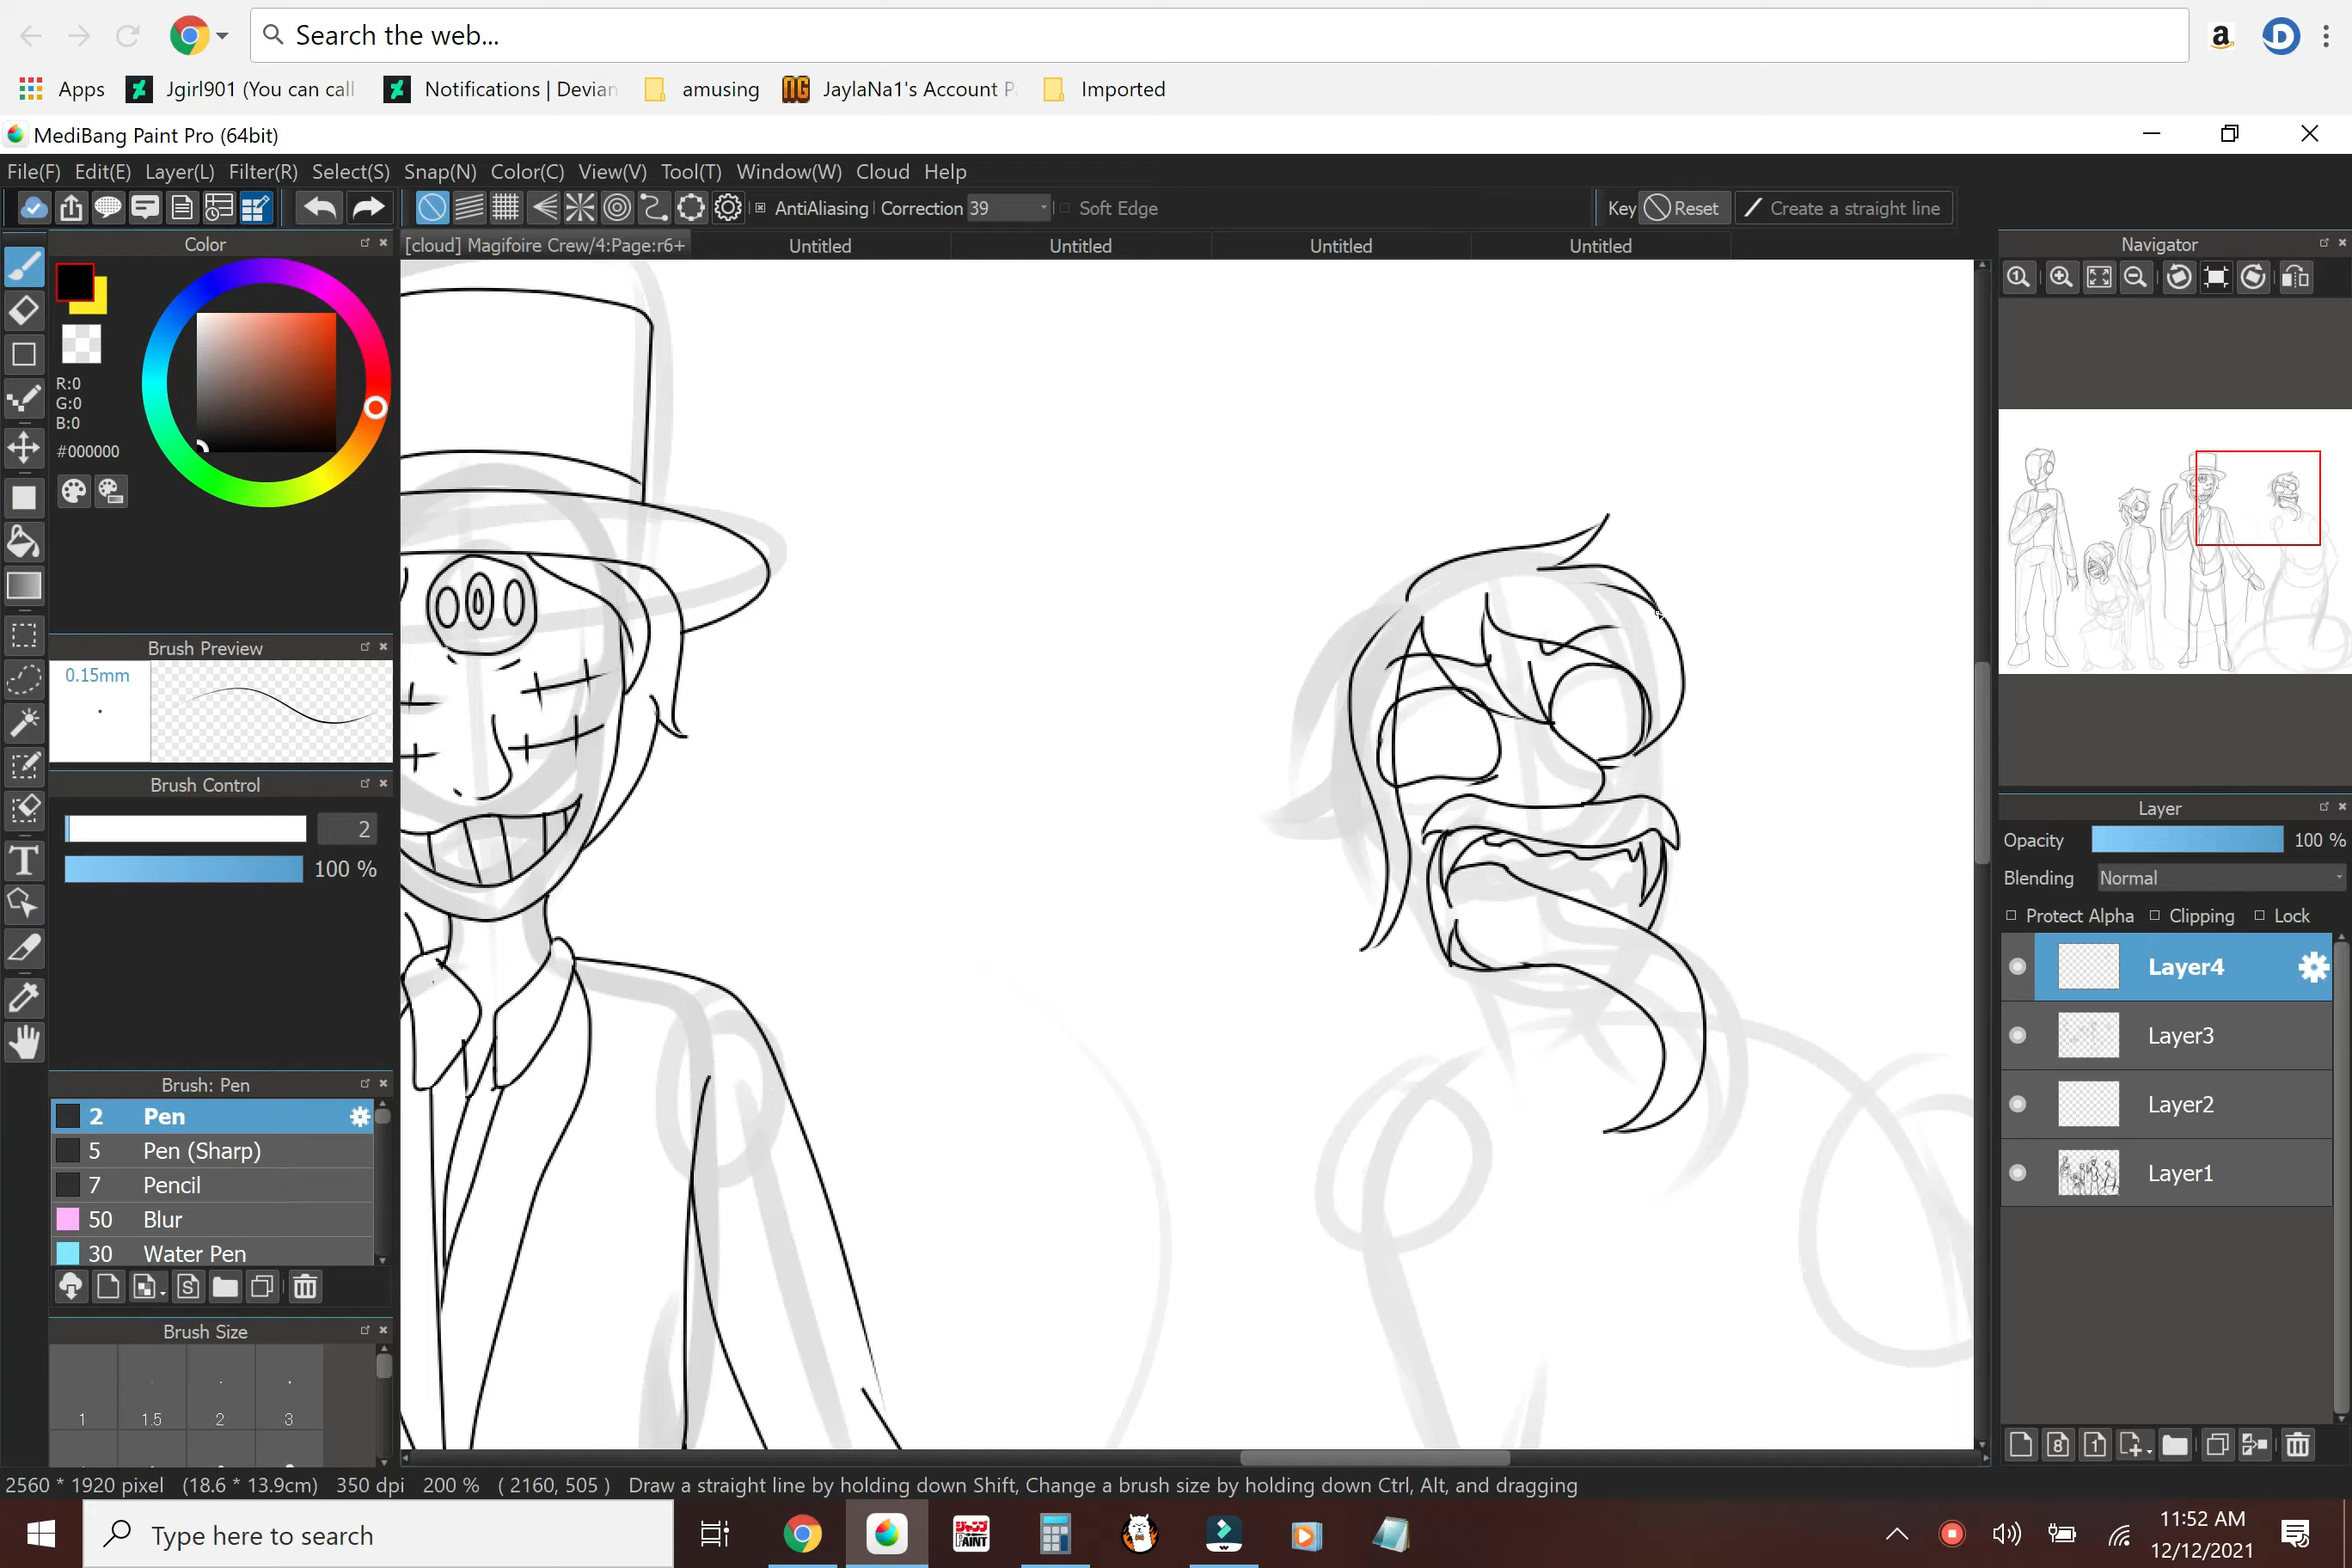 Search the web...
Apps Jgirl901 (You can call Notifications | Devian amusing JaylaNa1's Account P Imported
MediBang Paint Pro (64bit)
File(F) Edit(E) Layer(L) Filter(R) Select(S) Snap(N) Color(C) View(V) Tool(T) Window(W) Cloud Help
AntiAliasing Correction 39 Soft Edge Key Reset Create a straight line
Color [cloud] Magifoire Crew/4:Page:r6+ Untitled Untitled Untitled Untitled Navigator
R:0
G:0
B:0
#000000
Brush Preview
0.15mm
Brush Control
2
100 %
Brush: Pen
2 Pen
5 Pen (Sharp)
7 Pencil
50 Blur
30 Water Pen
Brush Size
1 1.5 2 3
Layer
Opacity 100 %
Blending Normal
Protect Alpha Clipping Lock
Layer4
Layer3
Layer2
Layer1
2560 * 1920 pixel (18.6 * 13.9cm) 350 dpi 200 % ( 2160, 505 ) Draw a straight line by holding down Shift, Change a brush size by holding down Ctrl, Alt, and dragging
Type here to search
ジャンプ
PAINT
11:52 AM
12/12/2021